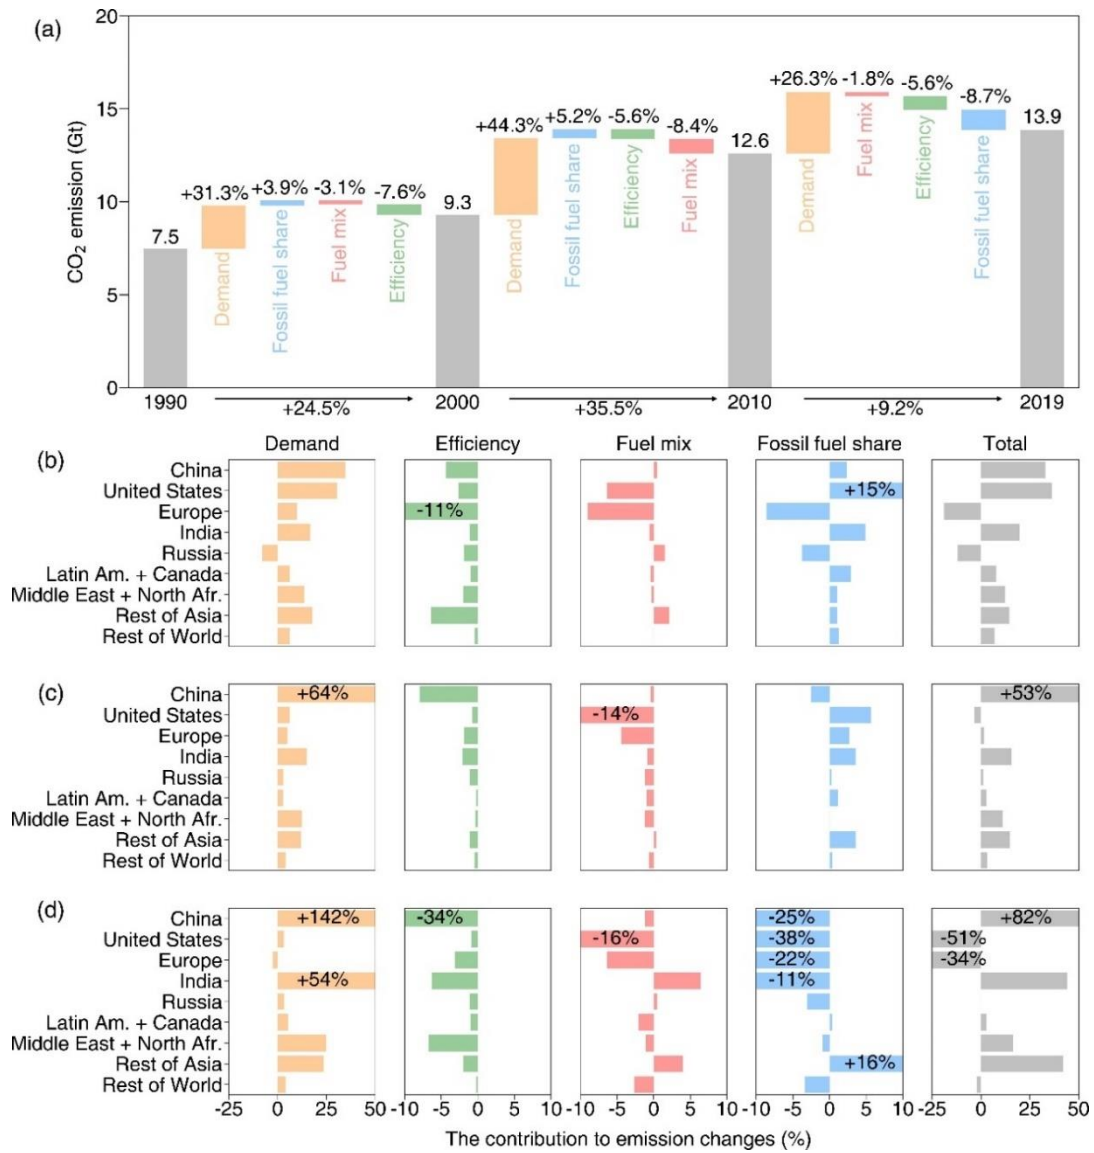 (a)
CO2 emission (Gt)
20
15
10
5
0
7.5
+31.3% +3.9% -3.1% -7.6%
Demand
Fossil fuel share
Fuel mix
Efficiency
9.3
+44.3% +5.2% -5.6% -8.4%
Demand
Fossil fuel share
Efficiency
Fuel mix
12.6
+26.3% -1.8% -5.6% -8.7%
Demand
Fuel mix
Efficiency
Fossil fuel share
13.9
1990 2000 2010 2019
+24.5% +35.5% +9.2%
Demand Efficiency Fuel mix Fossil fuel share Total
(b)
China
United States +15%
Europe -11%
India
Russia
Latin Am. + Canada
Middle East + North Afr.
Rest of Asia
Rest of World
(c)
China +64% +53%
United States -14%
Europe
India
Russia
Latin Am. + Canada
Middle East + North Afr.
Rest of Asia
Rest of World
(d)
China +142% -34% -25% +82%
United States -16% -38% -51%
Europe -22% -34%
India +54% -11%
Russia
Latin Am. + Canada
Middle East + North Afr.
Rest of Asia +16%
Rest of World
-25 0 25 50 -10 -5 0 5 10 -10 -5 0 5 10 -10 -5 0 5 10 -25 0 25 50
The contribution to emission changes (%)